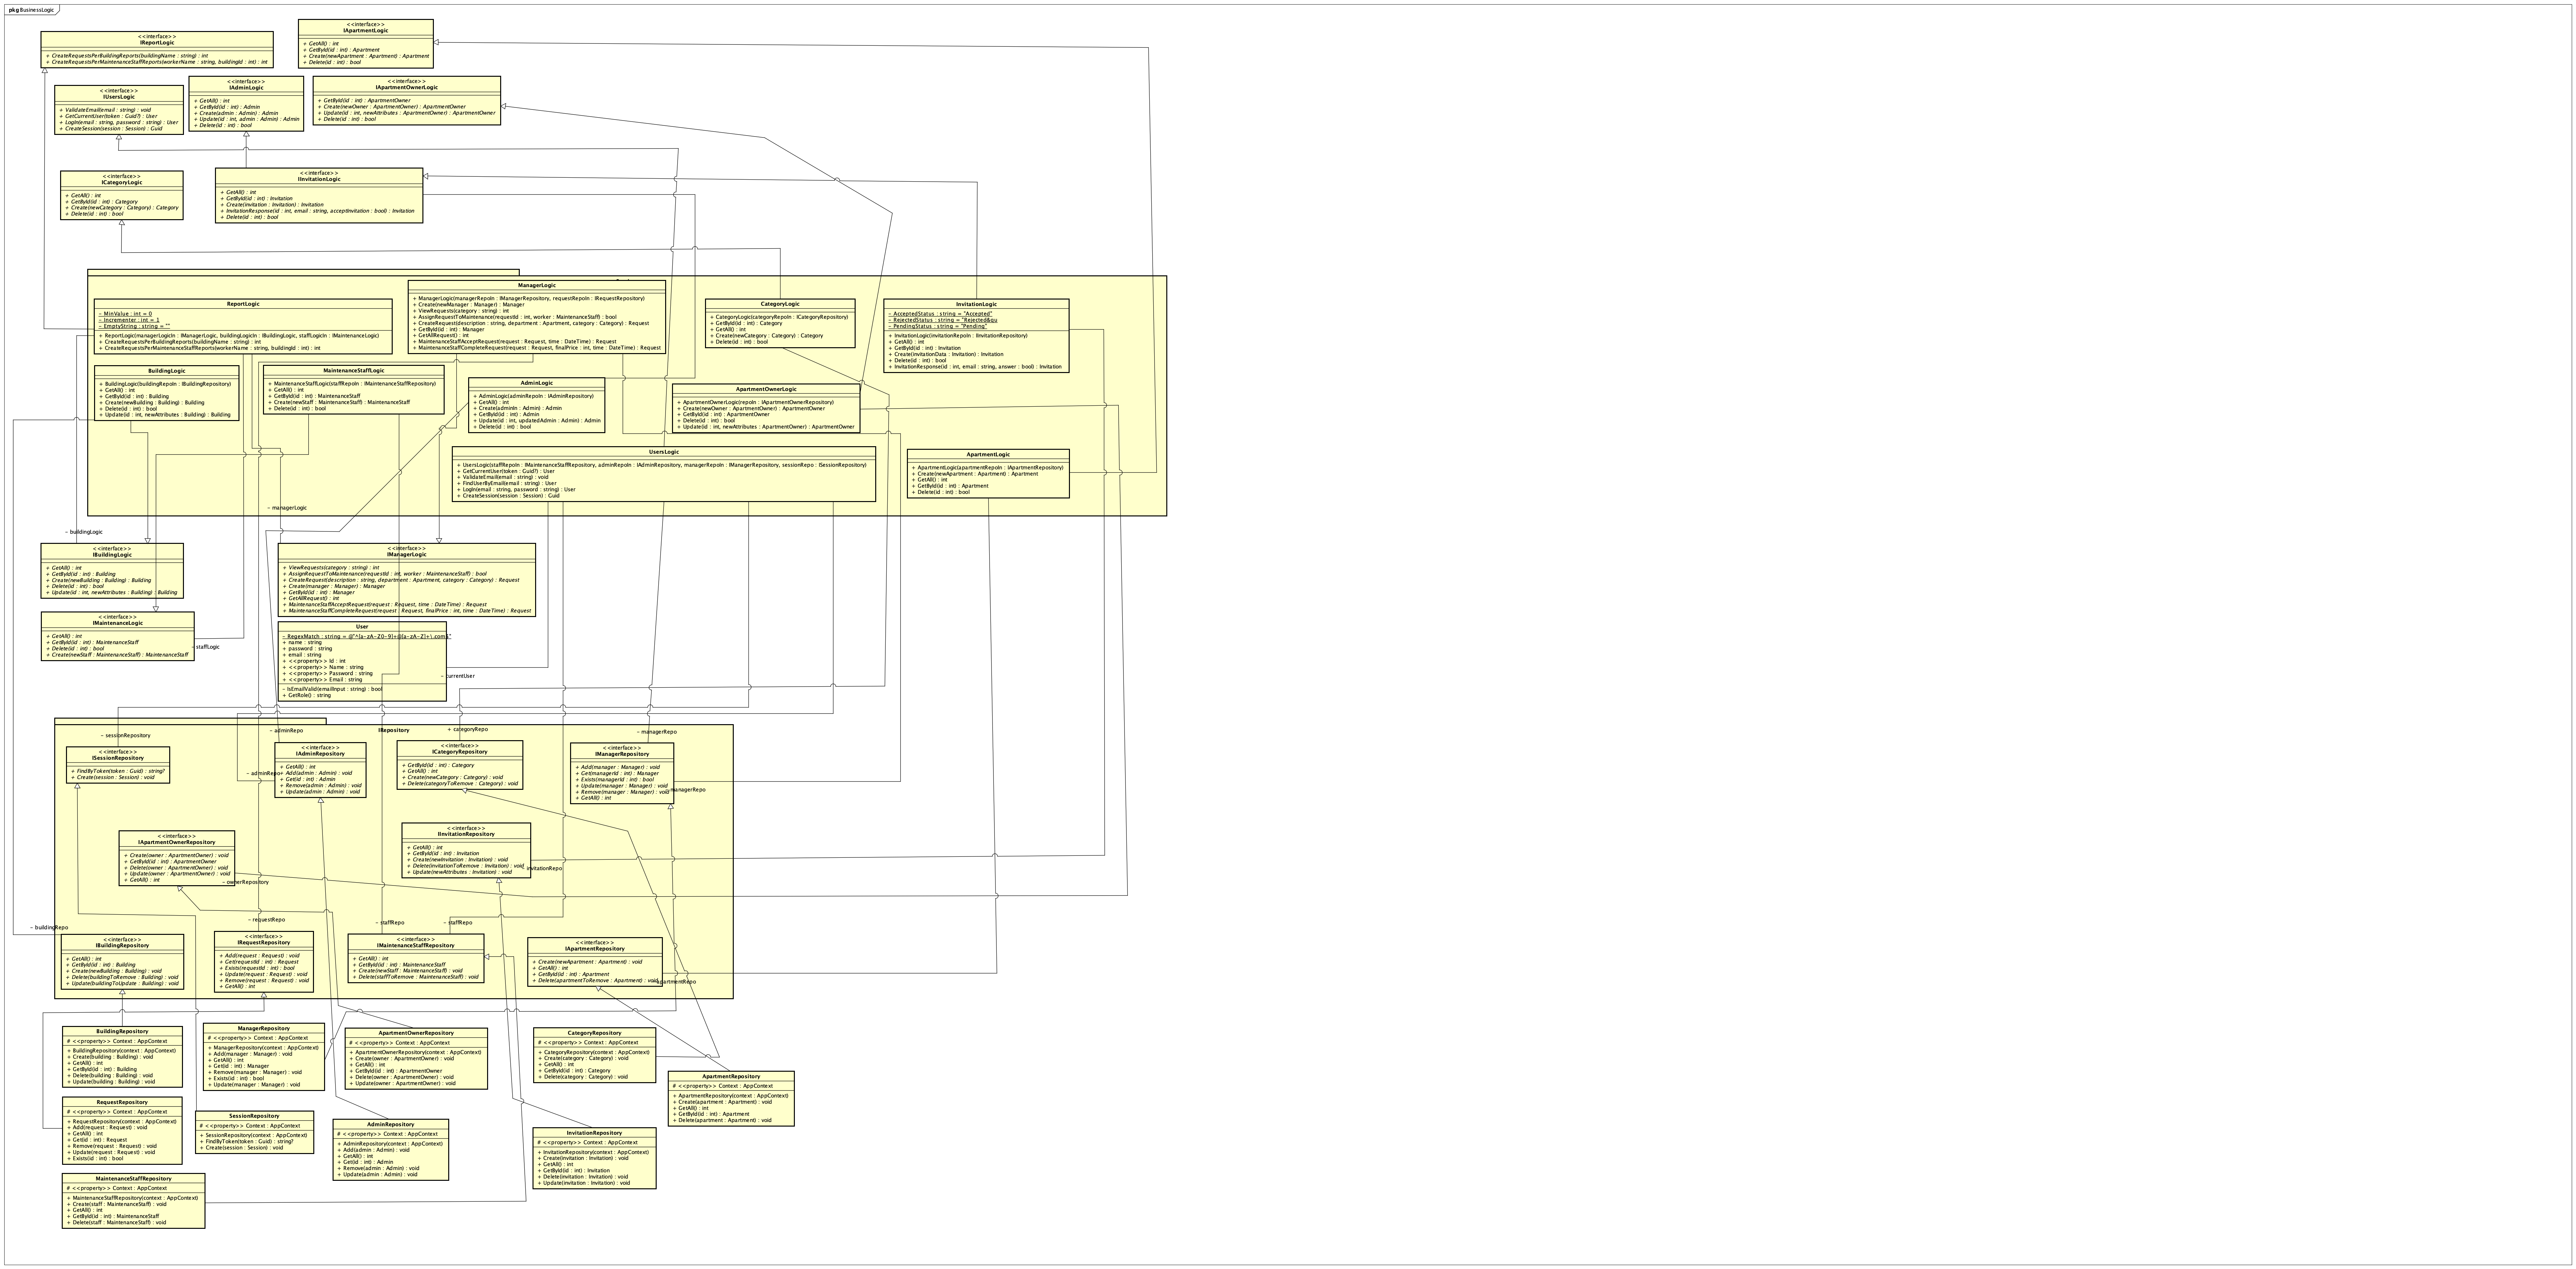 pkg BusinessLogic
<<interface>>
IReportLogic
+ CreateRequestsPerBuildingReports(buildingName : string) : int
+ CreateRequestsPerMaintenanceStaffReports(workerName : string, buildingId : int) : int
<<interface>>
IApartmentLogic
+ GetAll() : int
+ GetById(id : int) : Apartment
+ Create(newApartment : Apartment) : Apartment
+ Delete(id : int) : bool
<<interface>>
IUsersLogic
+ ValidateEmail(email : string) : void
+ GetCurrentUser(token : Guid?) : User
+ LogIn(email : string, password : string) : User
+ CreateSession(session : Session) : Guid
<<interface>>
IAdminLogic
+ GetAll() : int
+ GetById(id : int) : Admin
+ Create(admin : Admin) : Admin
+ Update(id : int, admin : Admin) : Admin
+ Delete(id : int) : bool
<<interface>>
IApartmentOwnerLogic
+ GetById(id : int) : ApartmentOwner
+ Create(newOwner : ApartmentOwner) : ApartmentOwner
+ Update(id : int, newAttributes : ApartmentOwner) : ApartmentOwner
+ Delete(id : int) : bool
<<interface>>
ICategoryLogic
+ GetAll() : int
+ GetById(id : int) : Category
+ Create(newCategory : Category) : Category
+ Delete(id : int) : bool
<<interface>>
IInvitationLogic
+ GetAll() : int
+ GetById(id : int) : Invitation
+ Create(invitation : Invitation) : Invitation
+ InvitationResponse(id : int, email : string, acceptInvitation : bool) : Invitation
+ Delete(id : int) : bool
ReportLogic
- MinValue : int = 0
- Incrementer : int = 1
- EmptyString : string = ""
+ ReportLogic(managerLogicIn : IManagerLogic, buildingLogicIn : IBuildingLogic, staffLogicIn : IMaintenanceLogic)
+ CreateRequestsPerBuildingReports(buildingName : string) : int
+ CreateRequestsPerMaintenanceStaffReports(workerName : string, buildingId : int) : int
ManagerLogic
+ ManagerLogic(managerRepoIn : IManagerRepository, requestRepoIn : IRequestRepository)
+ Create(newManager : Manager) : Manager
+ ViewRequests(category : string) : int
+ AssignRequestToMaintenance(requestId : int, worker : MaintenanceStaff) : bool
+ CreateRequest(description : string, department : Apartment, category : Category) : Request
+ GetById(id : int) : Manager
+ GetAllRequest() : int
+ MaintenanceStaffAcceptRequest(request : Request, time : DateTime) : Request
+ MaintenanceStaffCompleteRequest(request : Request, finalPrice : int, time : DateTime) : Request
CategoryLogic
+ CategoryLogic(categoryRepoIn : ICategoryRepository)
+ GetById(id : int) : Category
+ GetAll() : int
+ Create(newCategory : Category) : Category
+ Delete(id : int) : bool
InvitationLogic
- AcceptedStatus : string = "Accepted"
- RejectedStatus : string = "Rejected&qu
- PendingStatus : string = "Pending"
+ InvitationLogic(invitationRepoIn : IInvitationRepository)
+ GetAll() : int
+ GetById(id : int) : Invitation
+ Create(invitationData : Invitation) : Invitation
+ Delete(id : int) : bool
+ InvitationResponse(id : int, email : string, answer : bool) : Invitation
BuildingLogic
+ BuildingLogic(buildingRepoIn : IBuildingRepository)
+ GetAll() : int
+ GetById(id : int) : Building
+ Create(newBuilding : Building) : Building
+ Delete(id : int) : bool
+ Update(id : int, newAttributes : Building) : Building
MaintenanceStaffLogic
+ MaintenanceStaffLogic(staffRepoIn : IMaintenanceStaffRepository)
+ GetAll() : int
+ GetById(id : int) : MaintenanceStaff
+ Create(newStaff : MaintenanceStaff) : MaintenanceStaff
+ Delete(id : int) : bool
AdminLogic
+ AdminLogic(adminRepoIn : IAdminRepository)
+ GetAll() : int
+ Create(adminIn : Admin) : Admin
+ GetById(id : int) : Admin
+ Update(id : int, updatedAdmin : Admin) : Admin
+ Delete(id : int) : bool
ApartmentOwnerLogic
+ ApartmentOwnerLogic(repoIn : IApartmentOwnerRepository)
+ Create(newOwner : ApartmentOwner) : ApartmentOwner
+ GetById(id : int) : ApartmentOwner
+ Delete(id : int) : bool
+ Update(id : int, newAttributes : ApartmentOwner) : ApartmentOwner
UsersLogic
+ UsersLogic(staffRepoIn : IMaintenanceStaffRepository, adminRepoIn : IAdminRepository, managerRepoIn : IManagerRepository, sessionRepo : ISessionRepository)
+ GetCurrentUser(token : Guid?) : User
+ ValidateEmail(email : string) : void
+ FindUserByEmail(email : string) : User
+ LogIn(email : string, password : string) : User
+ CreateSession(session : Session) : Guid
ApartmentLogic
+ ApartmentLogic(apartmentRepoIn : IApartmentRepository)
+ Create(newApartment : Apartment) : Apartment
+ GetAll() : int
+ GetById(id : int) : Apartment
+ Delete(id : int) : bool
- managerLogic
- buildingLogic
<<interface>>
IBuildingLogic
+ GetAll() : int
+ GetById(id : int) : Building
+ Create(newBuilding : Building) : Building
+ Delete(id : int) : bool
+ Update(id : int, newAttributes : Building) : Building
<<interface>>
IManagerLogic
+ ViewRequests(category : string) : int
+ AssignRequestToMaintenance(requestId : int, worker : MaintenanceStaff) : bool
+ CreateRequest(description : string, department : Apartment, category : Category) : Request
+ Create(manager : Manager) : Manager
+ GetById(id : int) : Manager
+ GetAllRequest() : int
+ MaintenanceStaffAcceptRequest(request : Request, time : DateTime) : Request
+ MaintenanceStaffCompleteRequest(request : Request, finalPrice : int, time : DateTime) : Request
<<interface>>
IMaintenanceLogic
+ GetAll() : int
+ GetById(id : int) : MaintenanceStaff
+ Delete(id : int) : bool
+ Create(newStaff : MaintenanceStaff) : MaintenanceStaff
- staffLogic
User
- RegexMatch : string = @"^[a-zA-Z0-9]+@[a-zA-Z]+\.com$"
+ name : string
+ password : string
+ email : string
+ <<property>> Id : int
+ <<property>> Name : string
+ <<property>> Password : string
+ <<property>> Email : string
- IsEmailValid(emailInput : string) : bool
+ GetRole() : string
- currentUser
IRepository
- sessionRepository
- adminRepo
+ categoryRepo
- managerRepo
<<interface>>
ISessionRepository
+ FindByToken(token : Guid) : string?
+ Create(session : Session) : void
- adminRepo
<<interface>>
IAdminRepository
+ GetAll() : int
+ Add(admin : Admin) : void
+ Get(id : int) : Admin
+ Remove(admin : Admin) : void
+ Update(admin : Admin) : void
<<interface>>
ICategoryRepository
+ GetById(id : int) : Category
+ GetAll() : int
+ Create(newCategory : Category) : void
+ Delete(categoryToRemove : Category) : void
<<interface>>
IManagerRepository
+ Add(manager : Manager) : void
+ Get(managerId : int) : Manager
+ Exists(managerId : int) : bool
+ Update(manager : Manager) : void
+ Remove(manager : Manager) : void
+ GetAll() : int
- managerRepo
<<interface>>
IApartmentOwnerRepository
+ Create(owner : ApartmentOwner) : void
+ GetById(id : int) : ApartmentOwner
+ Delete(owner : ApartmentOwner) : void
+ Update(owner : ApartmentOwner) : void
+ GetAll() : int
- ownerRepository
<<interface>>
IInvitationRepository
+ GetAll() : int
+ GetById(id : int) : Invitation
+ Create(newInvitation : Invitation) : void
+ Delete(invitationToRemove : Invitation) : void
+ Update(newAttributes : Invitation) : void
- invitationRepo
- buildingRepo
- requestRepo
- staffRepo
- staffRepo
<<interface>>
IBuildingRepository
+ GetAll() : int
+ GetById(id : int) : Building
+ Create(newBuilding : Building) : void
+ Delete(buildingToRemove : Building) : void
+ Update(buildingToUpdate : Building) : void
<<interface>>
IRequestRepository
+ Add(request : Request) : void
+ Get(requestId : int) : Request
+ Exists(requestId : int) : bool
+ Update(request : Request) : void
+ Remove(request : Request) : void
+ GetAll() : int
<<interface>>
IMaintenanceStaffRepository
+ GetAll() : int
+ GetById(id : int) : MaintenanceStaff
+ Create(newStaff : MaintenanceStaff) : void
+ Delete(staffToRemove : MaintenanceStaff) : void
<<interface>>
IApartmentRepository
+ Create(newApartment : Apartment) : void
+ GetAll() : int
+ GetById(id : int) : Apartment
+ Delete(apartmentToRemove : Apartment) : void
- apartmentRepo
BuildingRepository
# <<property>> Context : AppContext
+ BuildingRepository(context : AppContext)
+ Create(building : Building) : void
+ GetAll() : int
+ GetById(id : int) : Building
+ Delete(building : Building) : void
+ Update(building : Building) : void
ManagerRepository
# <<property>> Context : AppContext
+ ManagerRepository(context : AppContext)
+ Add(manager : Manager) : void
+ GetAll() : int
+ Get(id : int) : Manager
+ Remove(manager : Manager) : void
+ Exists(id : int) : bool
+ Update(manager : Manager) : void
ApartmentOwnerRepository
# <<property>> Context : AppContext
+ ApartmentOwnerRepository(context : AppContext)
+ Create(owner : ApartmentOwner) : void
+ GetAll() : int
+ GetById(id : int) : ApartmentOwner
+ Delete(owner : ApartmentOwner) : void
+ Update(owner : ApartmentOwner) : void
CategoryRepository
# <<property>> Context : AppContext
+ CategoryRepository(context : AppContext)
+ Create(category : Category) : void
+ GetAll() : int
+ GetById(id : int) : Category
+ Delete(category : Category) : void
ApartmentRepository
# <<property>> Context : AppContext
+ ApartmentRepository(context : AppContext)
+ Create(apartment : Apartment) : void
+ GetAll() : int
+ GetById(id : int) : Apartment
+ Delete(apartment : Apartment) : void
RequestRepository
# <<property>> Context : AppContext
+ RequestRepository(context : AppContext)
+ Add(request : Request) : void
+ GetAll() : int
+ Get(id : int) : Request
+ Remove(request : Request) : void
+ Update(request : Request) : void
+ Exists(id : int) : bool
SessionRepository
# <<property>> Context : AppContext
+ SessionRepository(context : AppContext)
+ FindByToken(token : Guid) : string?
+ Create(session : Session) : void
AdminRepository
# <<property>> Context : AppContext
+ AdminRepository(context : AppContext)
+ Add(admin : Admin) : void
+ GetAll() : int
+ Get(id : int) : Admin
+ Remove(admin : Admin) : void
+ Update(admin : Admin) : void
InvitationRepository
# <<property>> Context : AppContext
+ InvitationRepository(context : AppContext)
+ Create(invitation : Invitation) : void
+ GetAll() : int
+ GetById(id : int) : Invitation
+ Delete(invitation : Invitation) : void
+ Update(invitation : Invitation) : void
MaintenanceStaffRepository
# <<property>> Context : AppContext
+ MaintenanceStaffRepository(context : AppContext)
+ Create(staff : MaintenanceStaff) : void
+ GetAll() : int
+ GetById(id : int) : MaintenanceStaff
+ Delete(staff : MaintenanceStaff) : void